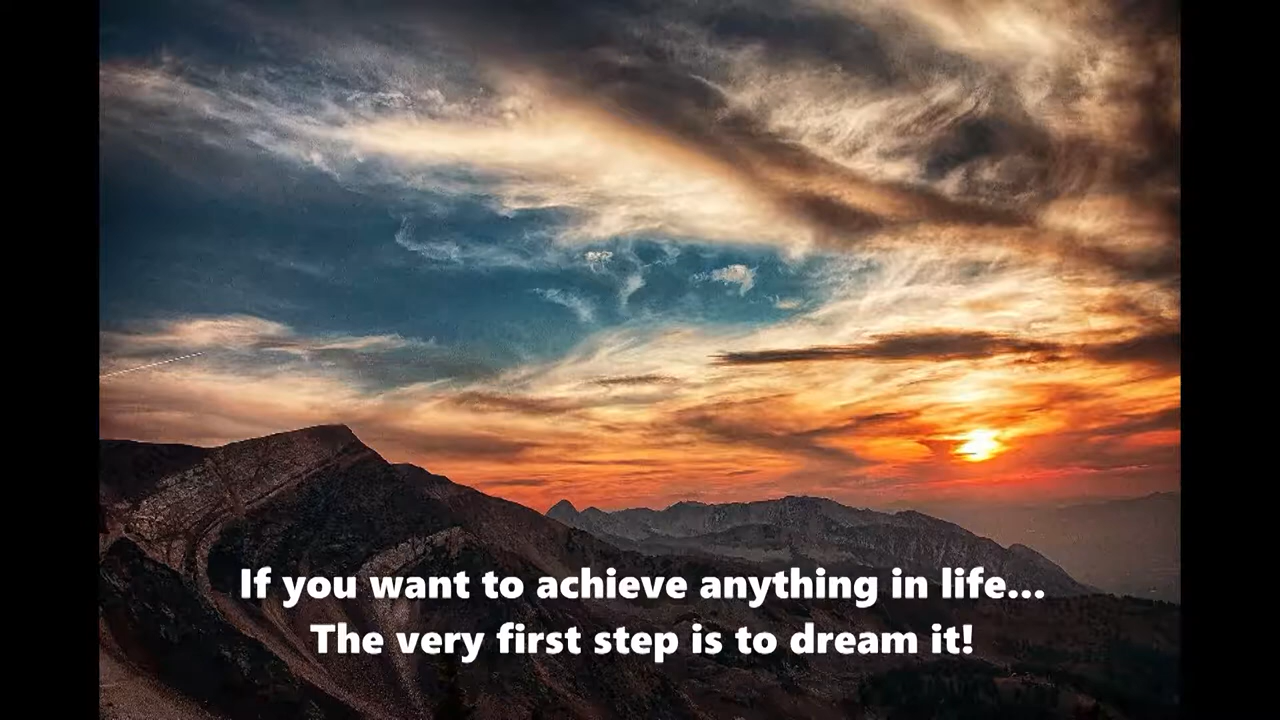 If you want to achieve anything in life...
The very first step is to dream it!